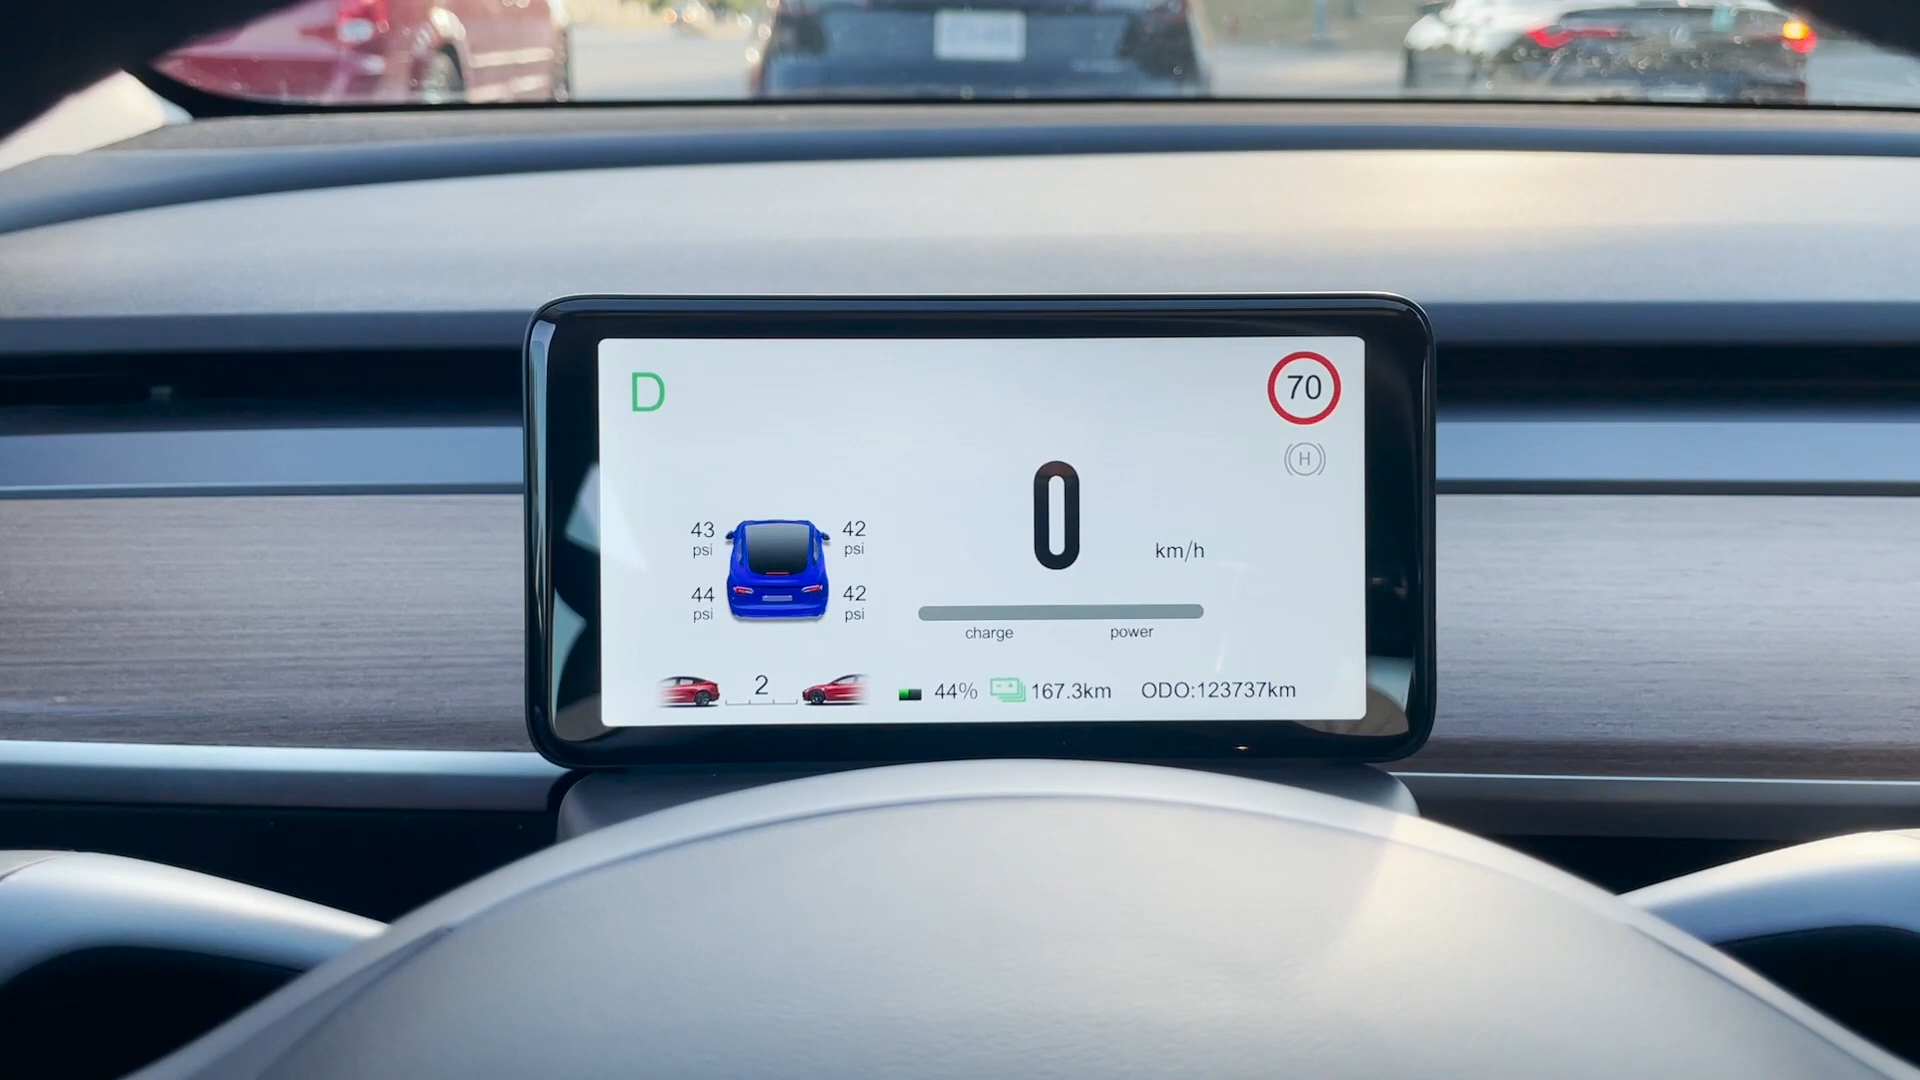 D
70
H
0
km/h
43
psi
42
psi
44
psi
42
psi
charge
power
2
44%
167.3km
ODO:123737km